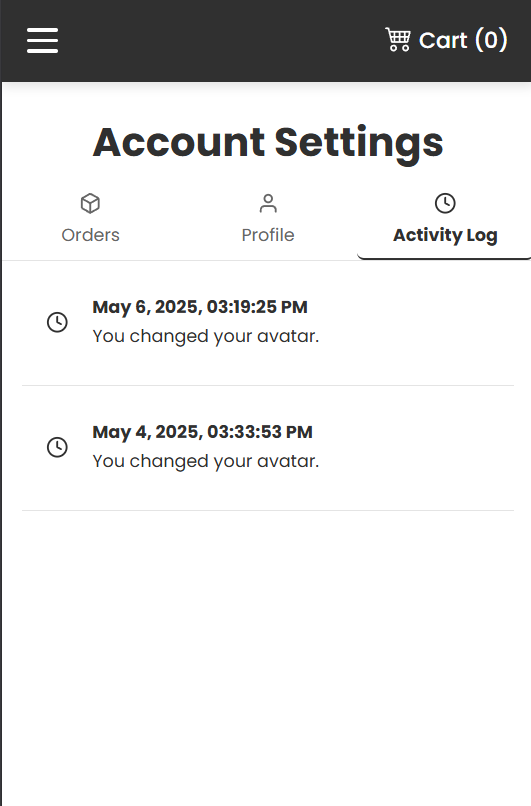 Cart (0)
Account Settings
Orders
Profile
Activity Log
May 6, 2025, 03:19:25 PM
You changed your avatar.
May 4, 2025, 03:33:53 PM
You changed your avatar.